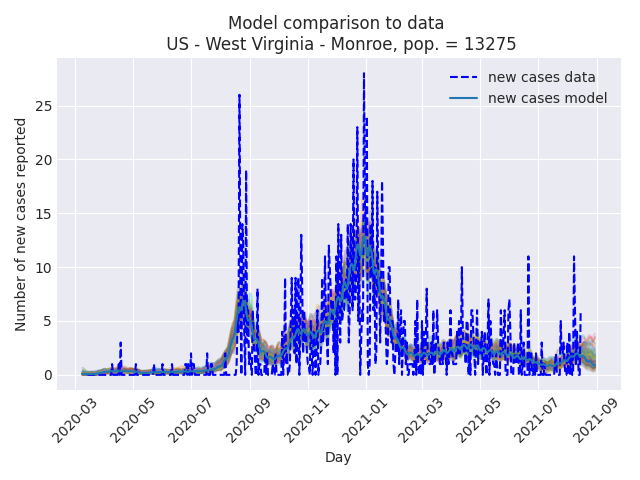 Model comparison to data
US - West Virginia - Monroe, pop. = 13275
new cases data
new cases model
Number of new cases reported
25
20
15
10
5
0
2020-03
2020-05
2020-07
2020-09
2020-11
2021-01
2021-03
2021-05
2021-07
2021-09
Day